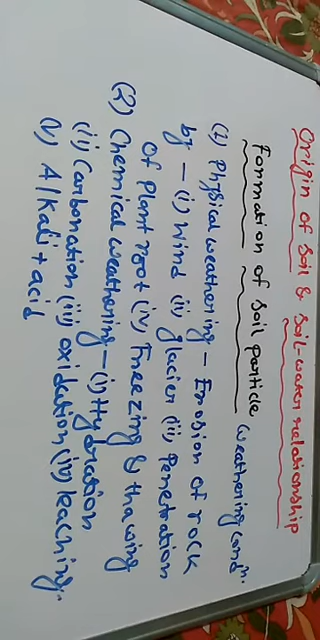 Origin of Soil & Soil-water relationship
Formation of Soil particle weathering condn.
(1) Physical weathering - Erosion of rock
by - (i) wind (ii) glacier (iii) Penetration
of plant root (iv) Freezing & thawing
(2) Chemical weathering - (i) Hydration
(ii) Carbonation (iii) oxidation (iv) leaching.
(v) Alkali + acid